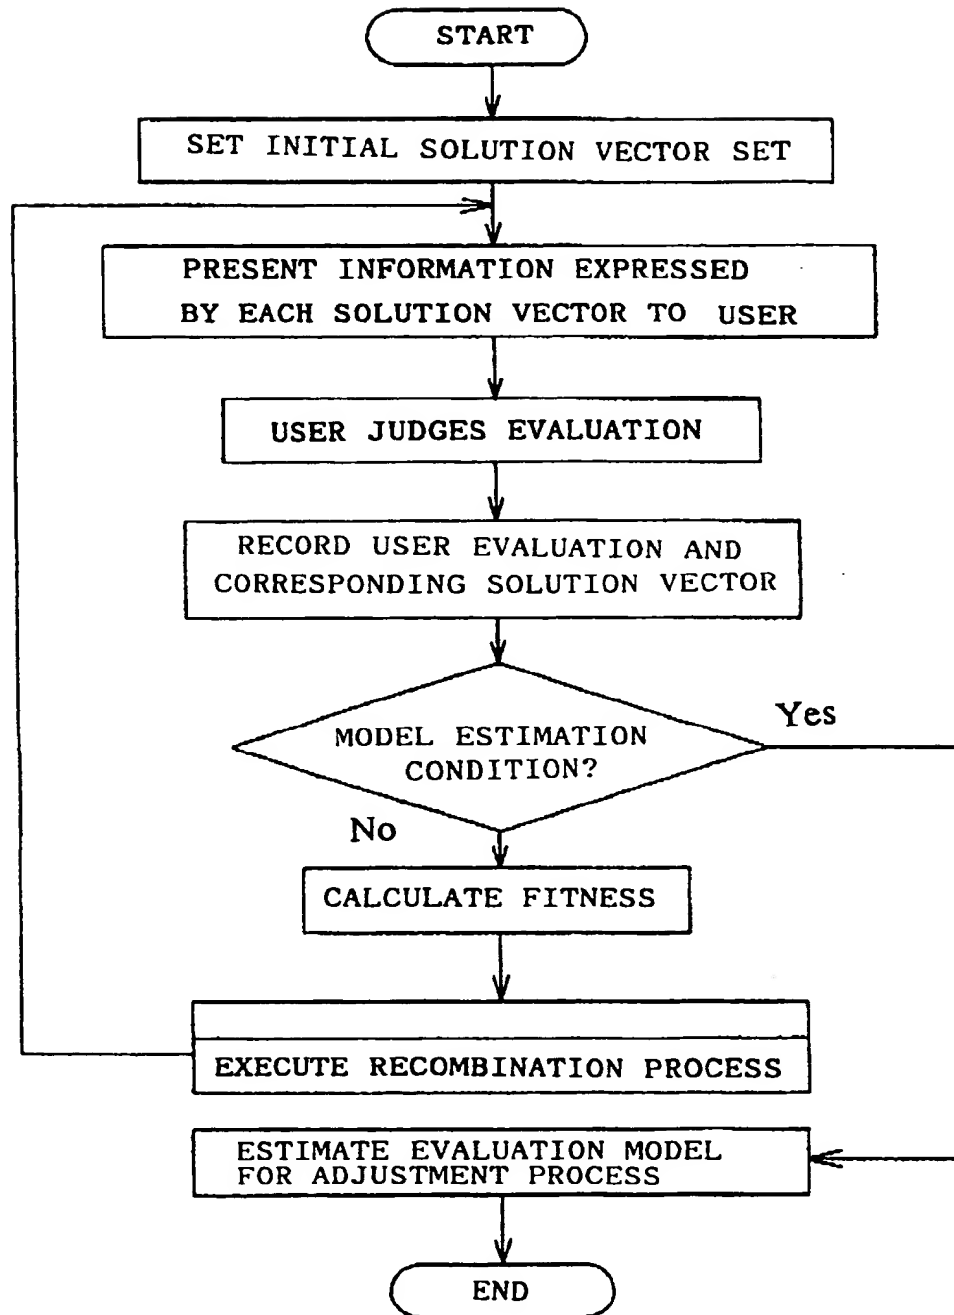 START
SET INITIAL SOLUTION VECTOR SET
PRESENT INFORMATION EXPRESSED
BY EACH SOLUTION VECTOR TO USER
USER JUDGES EVALUATION
RECORD USER EVALUATION AND
CORRESPONDING SOLUTION VECTOR
MODEL ESTIMATION
CONDITION?
Yes
No
CALCULATE FITNESS
EXECUTE RECOMBINATION PROCESS
ESTIMATE EVALUATION MODEL
FOR ADJUSTMENT PROCESS
END